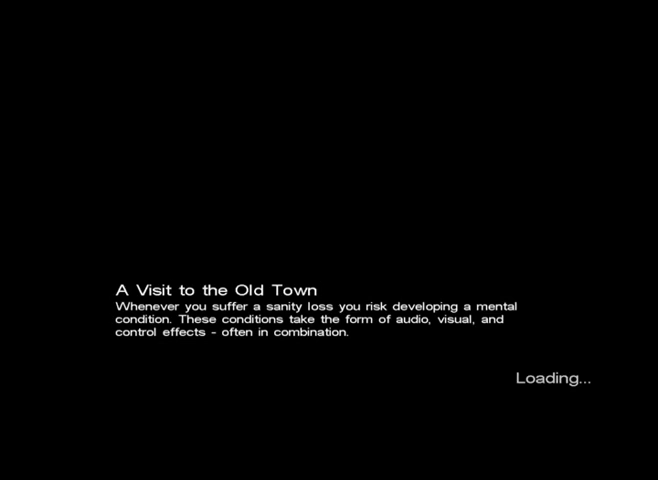 A Visit to the Old Town
Whenever you suffer a sanity loss you risk developing a mental
condition. These conditions take the form of audio, visual, and
control effects - often in combination.
Loading...